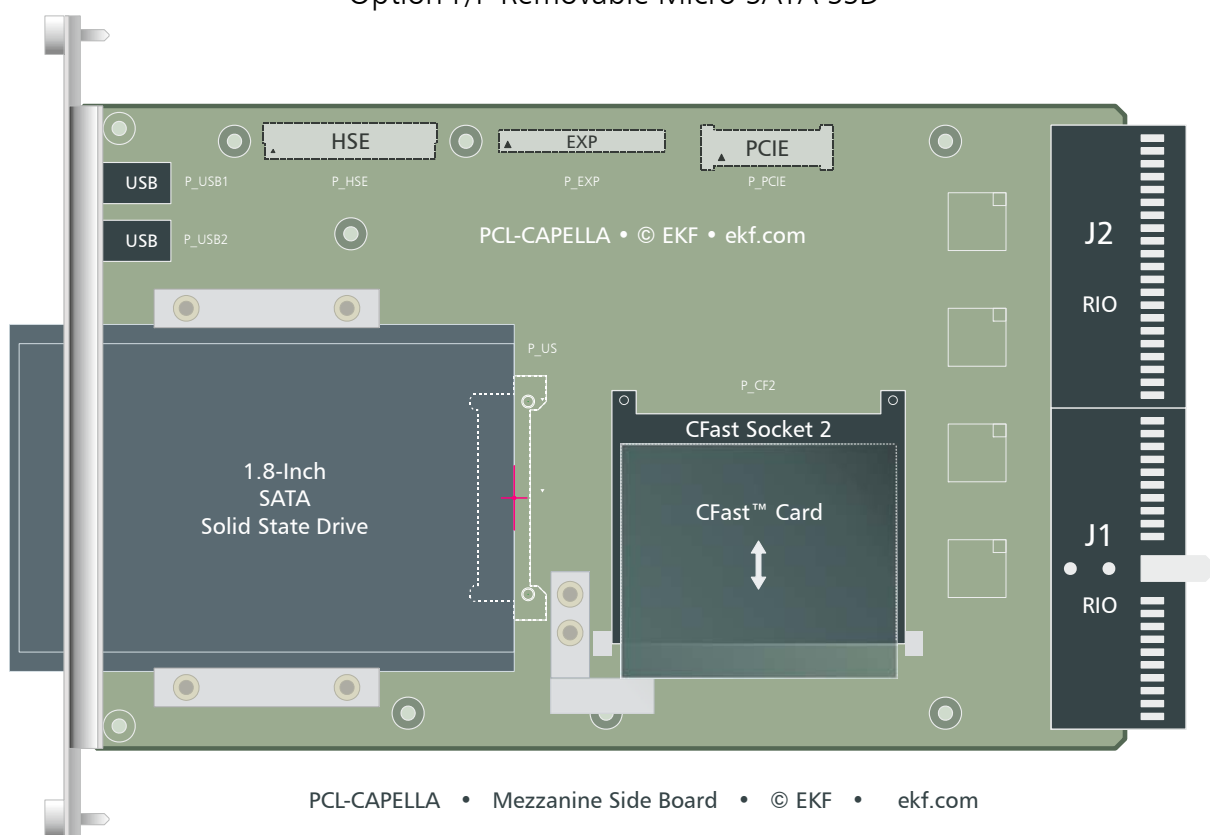 Option F/P Removable Micro SATA SSD
HSE
EXP
PCIE
USB
P_USB1
P_HSE
P_EXP
P_PCIE
USB
P_USB2
PCL-CAPELLA • © EKF • ekf.com
J2
RIO
P_US
P_CF2
CFast Socket 2
1.8-Inch
SATA
Solid State Drive
CFast™ Card
J1
RIO
PCL-CAPELLA • Mezzanine Side Board • © EKF • ekf.com